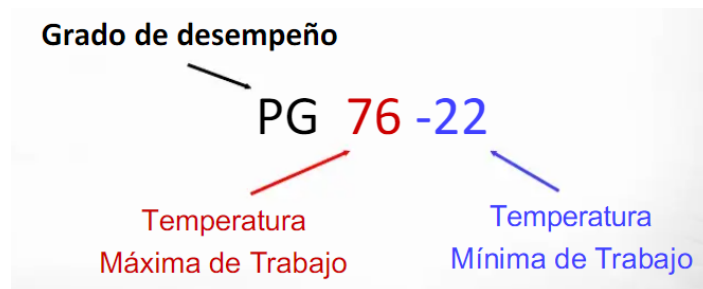 Grado de desempeño
PG 76 -22
Temperatura
Máxima de Trabajo
Temperatura
Mínima de Trabajo